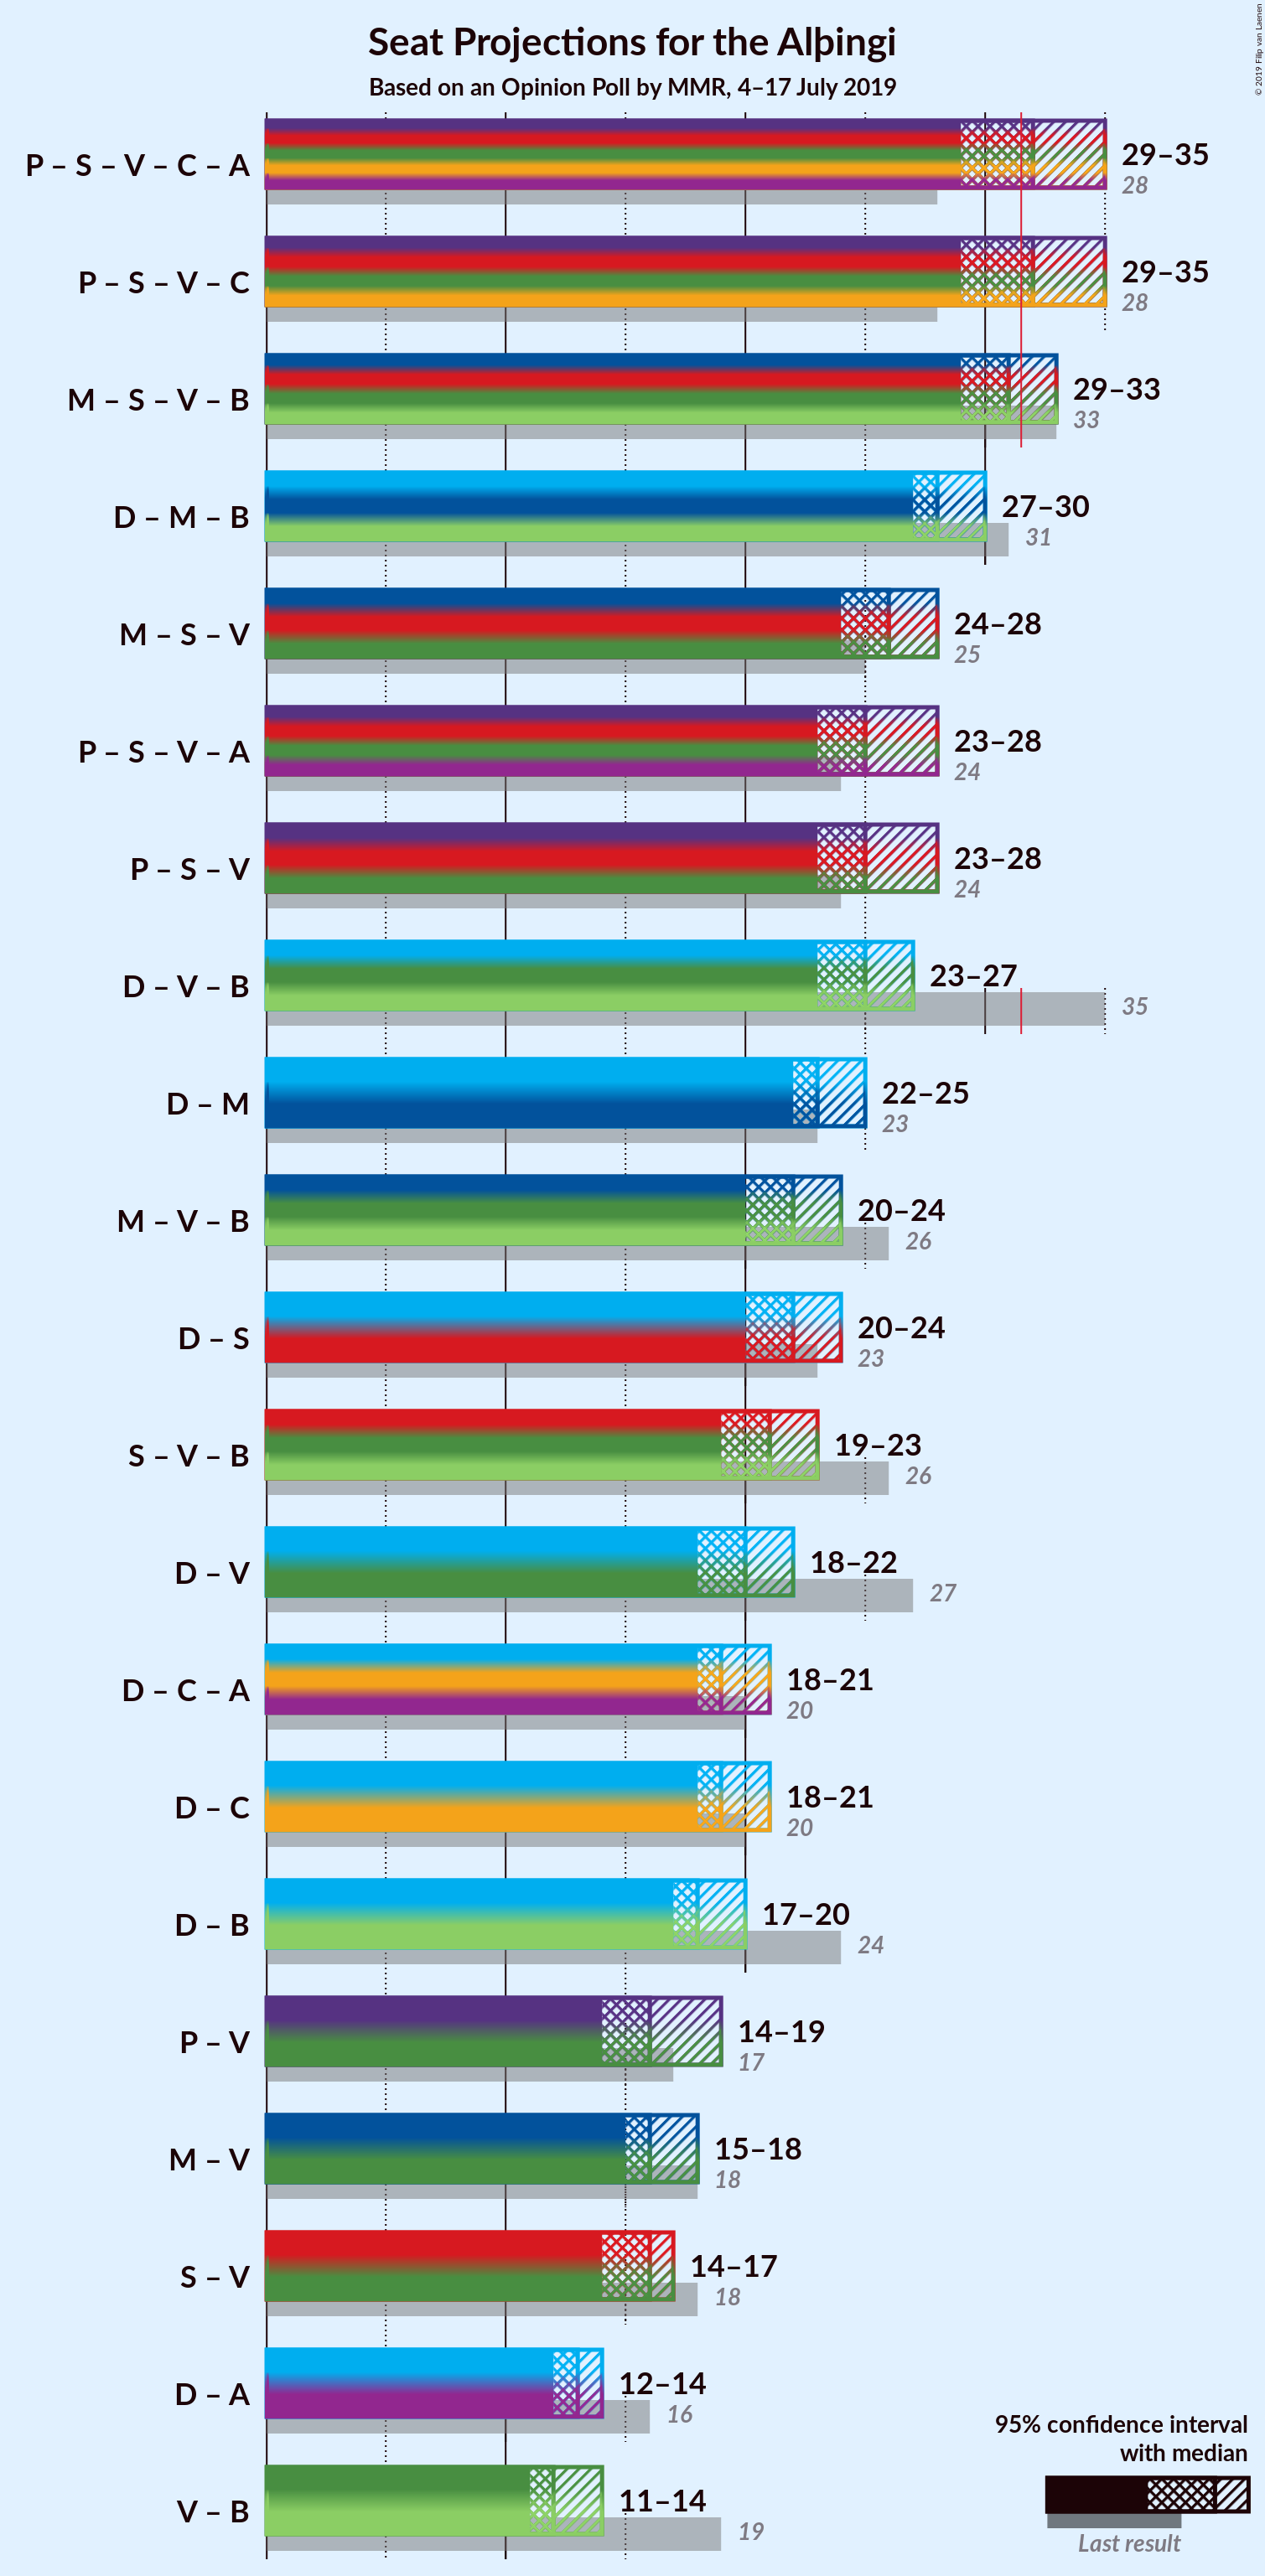 Seat Projections for the Alþingi
Based on an Opinion Poll by MMR, 4–17 July 2019
© 2019 Filip van Laenen
P – S – V – C – A
29–35
28
P – S – V – C
29–35
28
M – S – V – B
29–33
33
D – M – B
27–30
31
M – S – V
24–28
25
P – S – V – A
23–28
24
P – S – V
23–28
24
D – V – B
23–27
35
D – M
22–25
23
M – V – B
20–24
26
D – S
20–24
23
S – V – B
19–23
26
D – V
18–22
27
D – C – A
18–21
20
D – C
18–21
20
D – B
17–20
24
P – V
14–19
17
M – V
15–18
18
S – V
14–17
18
D – A
12–14
16
V – B
11–14
19
95% confidence interval
with median
Last result